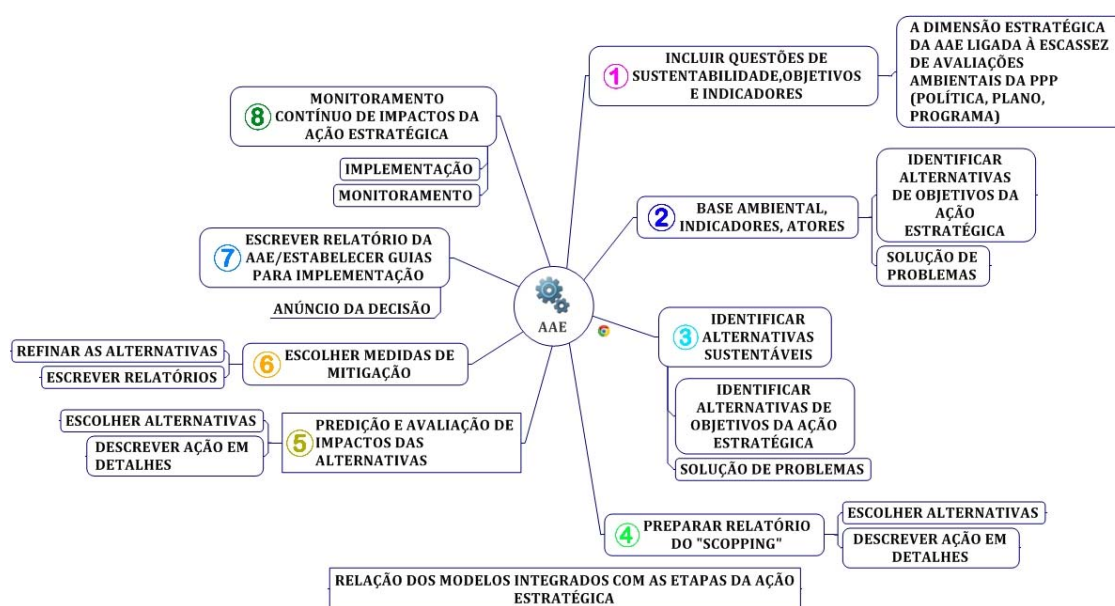 1
INCLUIR QUESTÕES DE
SUSTENTABILIDADE,OBJETIVOS
E INDICADORES
A DIMENSÃO ESTRATÉGICA
DA AAE LIGADA À ESCASSEZ
DE AVALIAÇÕES
AMBIENTAIS DA PPP
(POLÍTICA, PLANO,
PROGRAMA)
2
BASE AMBIENTAL,
INDICADORES, ATORES
IDENTIFICAR
ALTERNATIVAS
DE OBJETIVOS DA
AÇÃO
ESTRATÉGICA
SOLUÇÃO DE
PROBLEMAS
AAE
3
IDENTIFICAR
ALTERNATIVAS
SUSTENTÁVEIS
IDENTIFICAR
ALTERNATIVAS DE
OBJETIVOS DA AÇÃO
ESTRATÉGICA
SOLUÇÃO DE PROBLEMAS
4
PREPARAR RELATÓRIO
DO "SCOPPING"
ESCOLHER ALTERNATIVAS
DESCREVER AÇÃO EM
DETALHES
5
PREDIÇÃO E AVALIAÇÃO DE
IMPACTOS DAS
ALTERNATIVAS
ESCOLHER ALTERNATIVAS
DESCREVER AÇÃO EM
DETALHES
6
ESCOLHER MEDIDAS DE
MITIGAÇÃO
REFINAR AS ALTERNATIVAS
ESCREVER RELATÓRIOS
7
ESCREVER RELATÓRIO DA
AAE/ESTABELECER GUIAS
PARA IMPLEMENTAÇÃO
ANÚNCIO DA DECISÃO
8
MONITORAMENTO
CONTÍNUO DE IMPACTOS DA
AÇÃO ESTRATÉGICA
IMPLEMENTAÇÃO
MONITORAMENTO
RELAÇÃO DOS MODELOS INTEGRADOS COM AS ETAPAS DA AÇÃO
ESTRATÉGICA